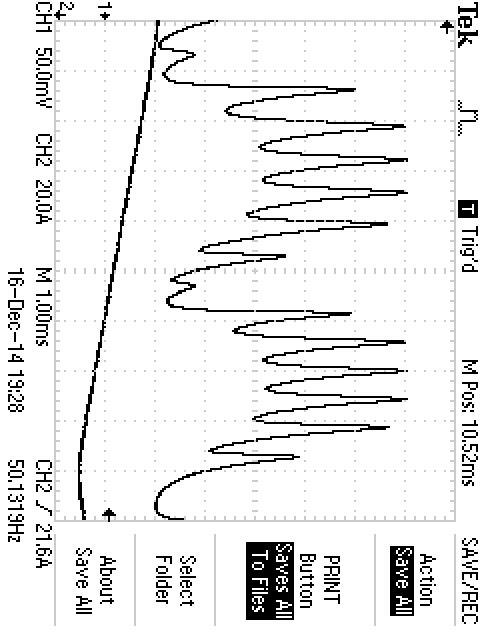 Tek
T Trig'd
M Pos: 10.52ms
SAVE/REC
Action
Save All
PRINT
Button
Saves All
To Files
Select
Folder
About
Save All
1
2
CH1 50.0mV
CH2 20.0A
M 1.00ms
CH2 / 21.6A
16-Dec-14 19:28
50.1319Hz